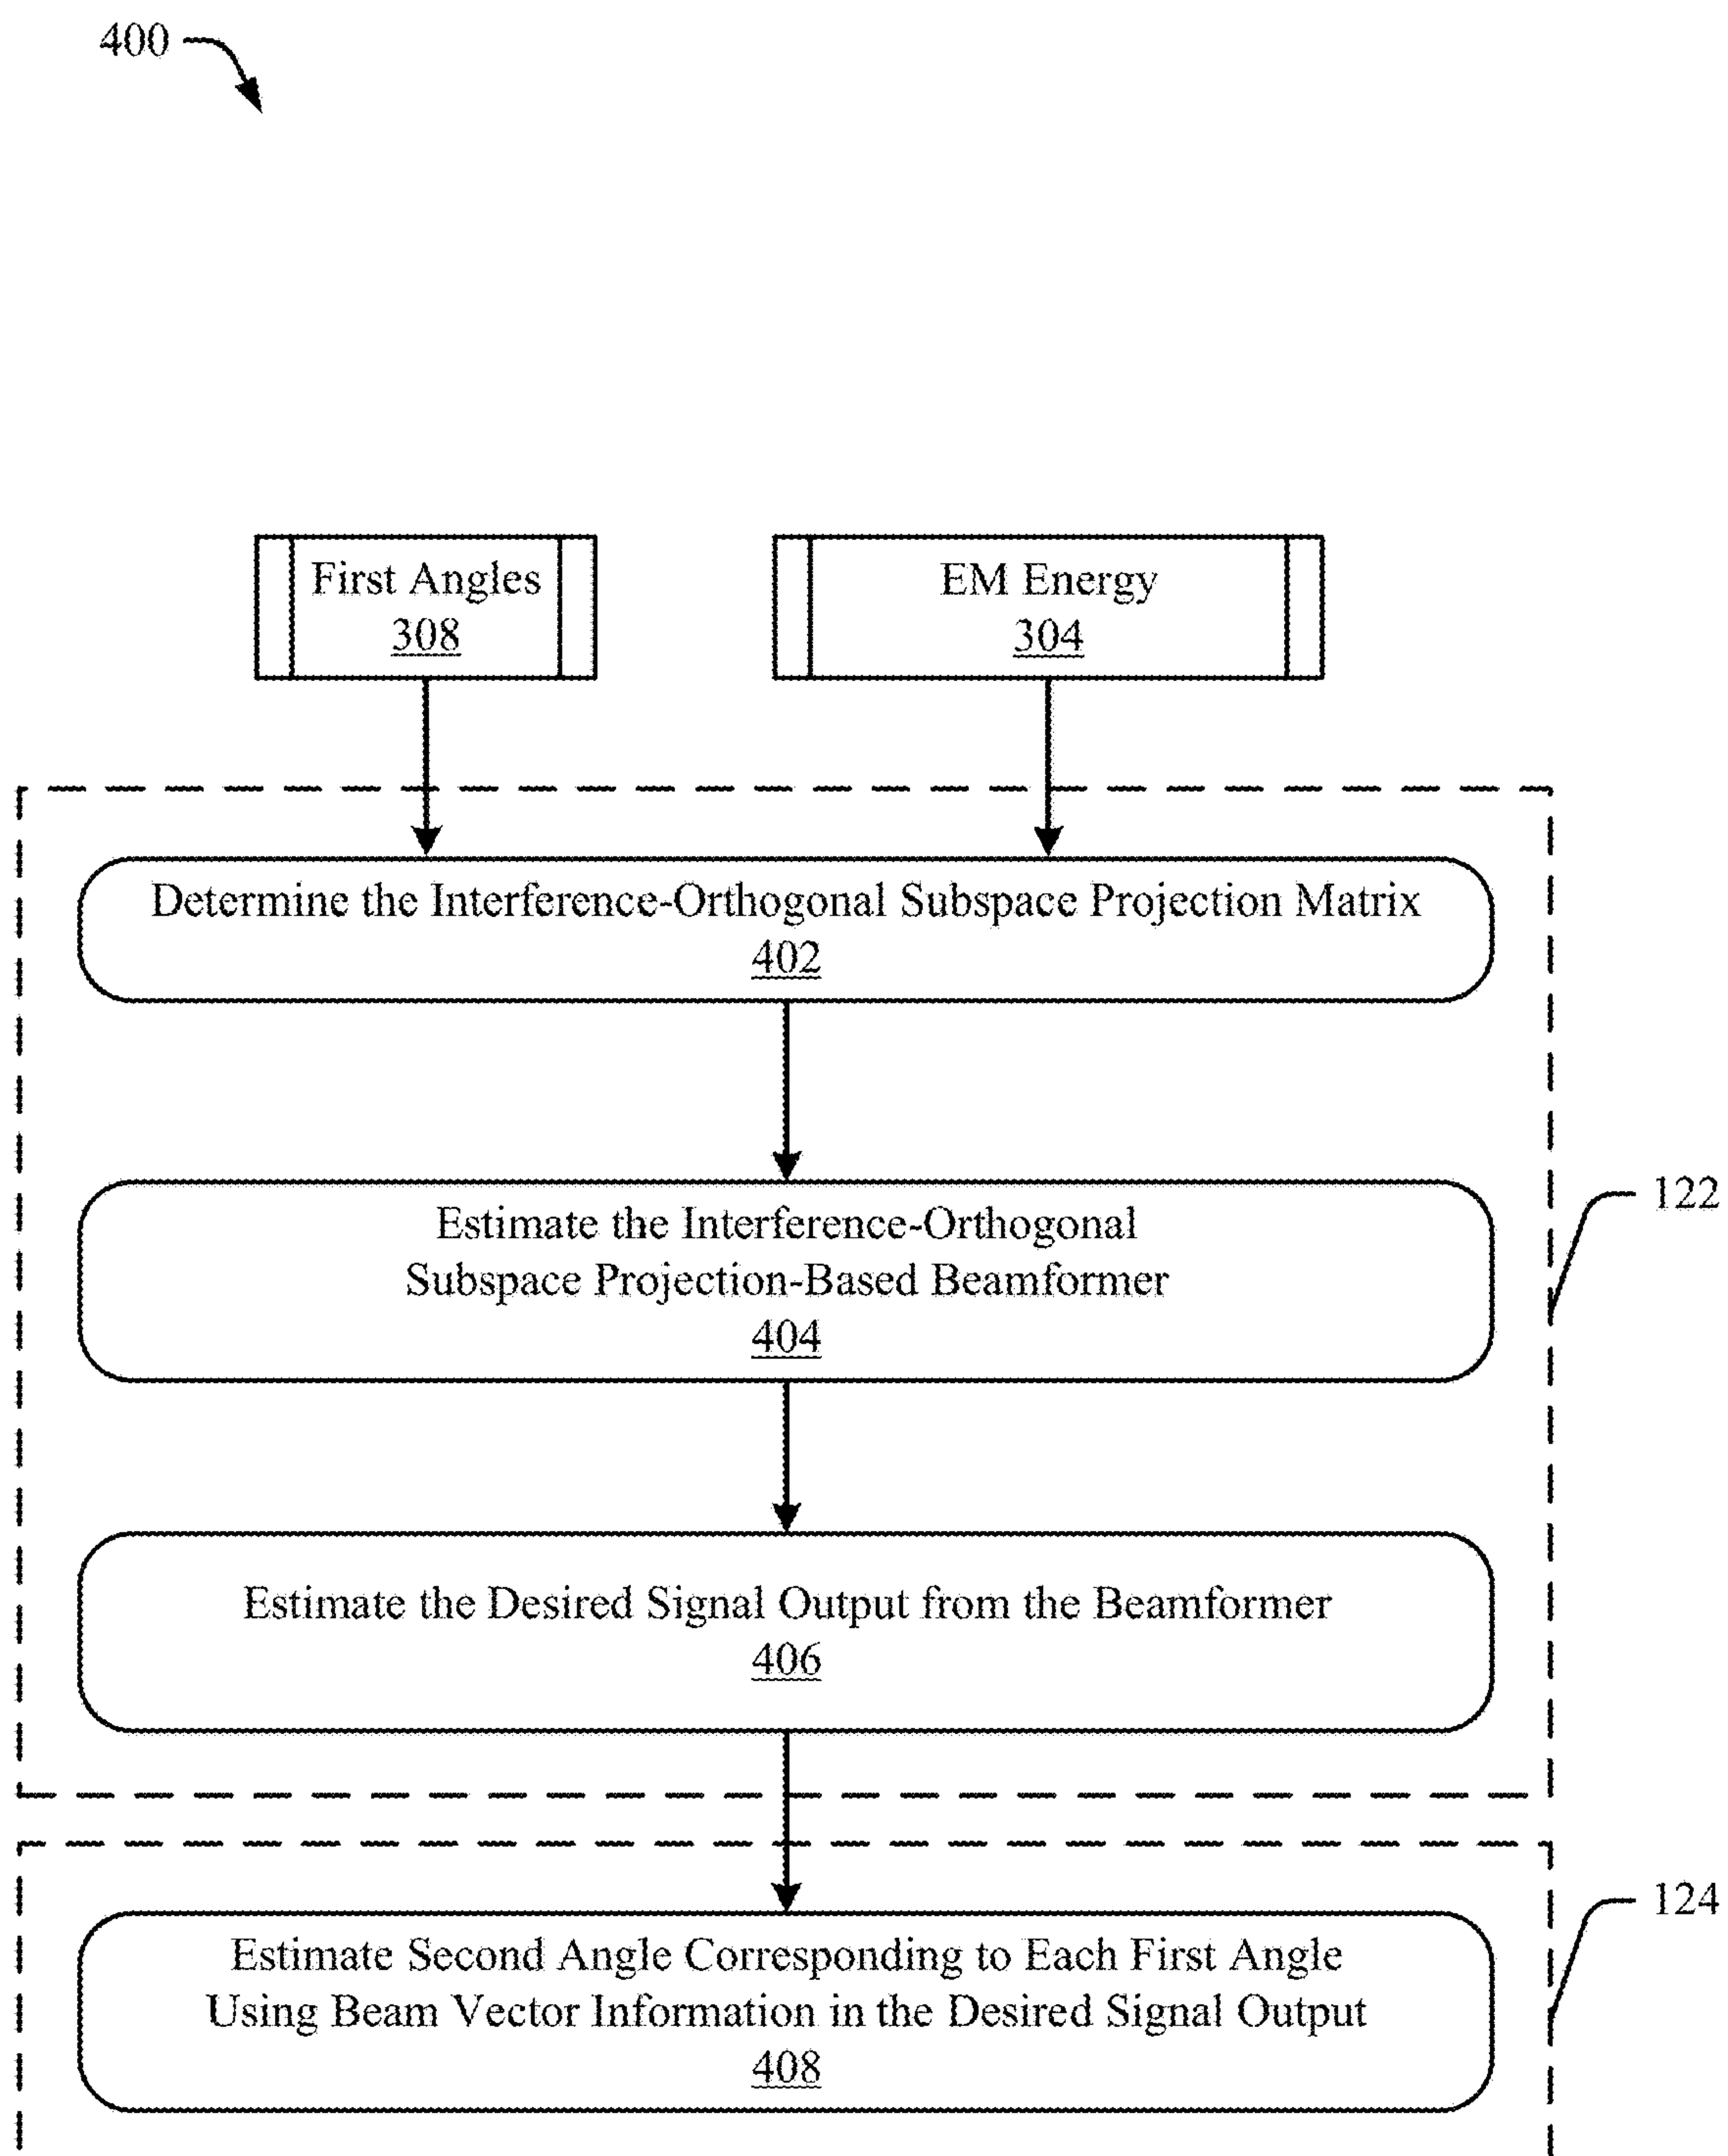 400
First Angles
308
EM Energy
304
Determine the Interference-Orthogonal Subspace Projection Matrix
402
Estimate the Interference-Orthogonal
Subspace Projection-Based Beamformer
404
122
Estimate the Desired Signal Output from the Beamformer
406
124
Estimate Second Angle Corresponding to Each First Angle
Using Beam Vector Information in the Desired Signal Output
408